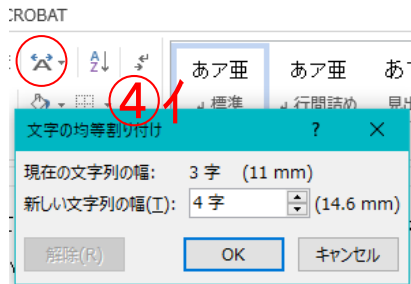 CROBAT
A
A
Z
あア亜
あア亜
あ
標準
行間詰め
見出
④イ
文字の均等割り付け
?
×
現在の文字列の幅: 3 字 (11 mm)
新しい文字列の幅(T): 4 字 (14.6 mm)
解除(R)
OK
キャンセル